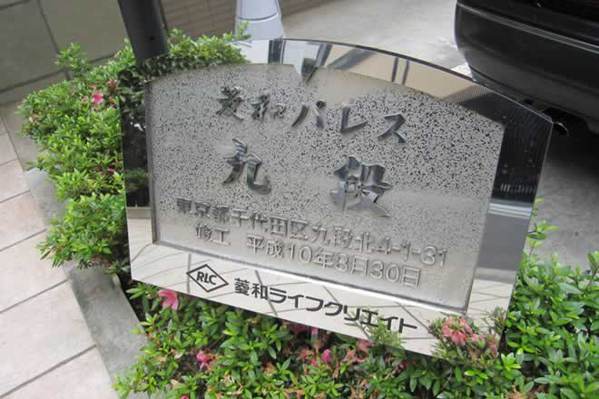 菱和パレス
九段
東京都千代田区九段北4-1-31
修工 平成10年8月30日
RLC 菱和ライフクリエイト